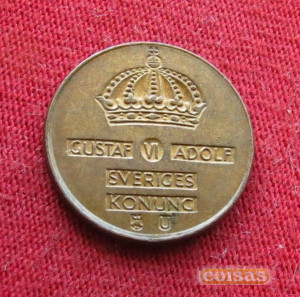 GUSTAF VI ADOLF
SVERIGES
KONUNG
U
coisas